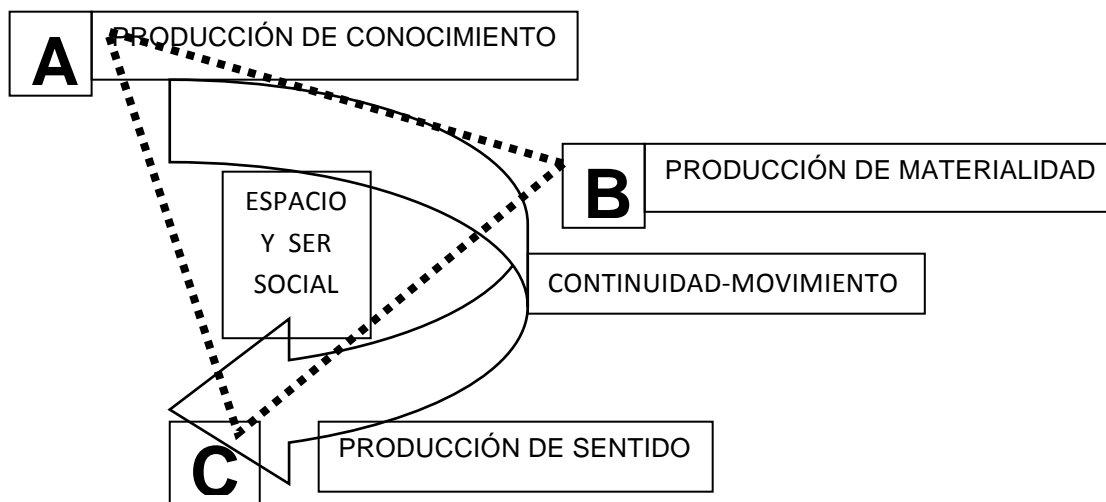 A PRODUCCIÓN DE CONOCIMIENTO
B PRODUCCIÓN DE MATERIALIDAD
ESPACIO
Y SER
SOCIAL
CONTINUIDAD-MOVIMIENTO
C PRODUCCIÓN DE SENTIDO